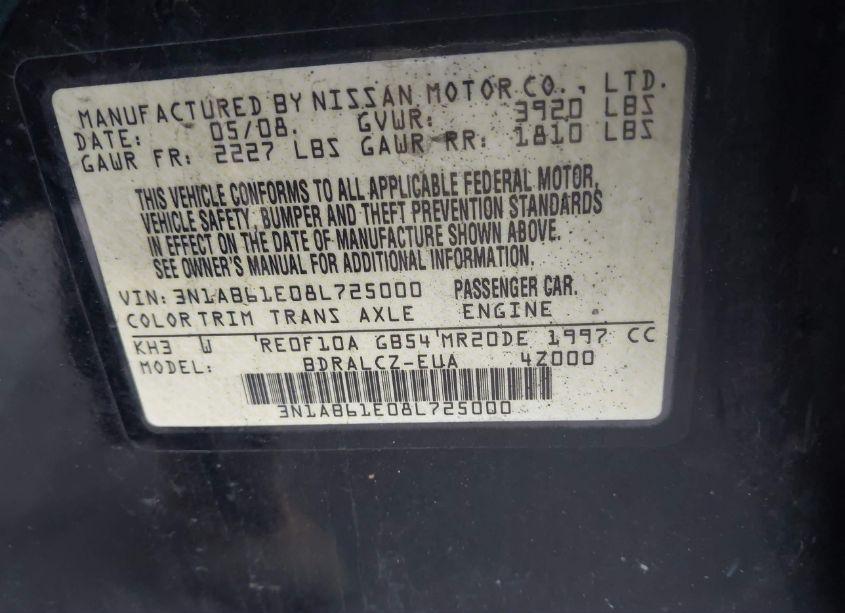 MANUFACTURED BY NISSAN MOTOR CO., LTD.
DATE: 05/08. GVWR: 3920 LBS
GAWR FR: 2227 LBS GAWR RR: 1810 LBS
THIS VEHICLE CONFORMS TO ALL APPLICABLE FEDERAL MOTOR,
VEHICLE SAFETY, BUMPER AND THEFT PREVENTION STANDARDS
IN EFFECT ON THE DATE OF MANUFACTURE SHOWN ABOVE.
SEE OWNER'S MANUAL FOR ADDITIONAL INFORMATION.
VIN: 3N1AB61E08L725000 PASSENGER CAR.
COLOR TRIM TRANS AXLE ENGINE
KH3 W 'RE0F10A GB54'MR20DE 1997 CC
MODEL: BDRALCZ-EUA 4Z000
3N1AB61E08L725000